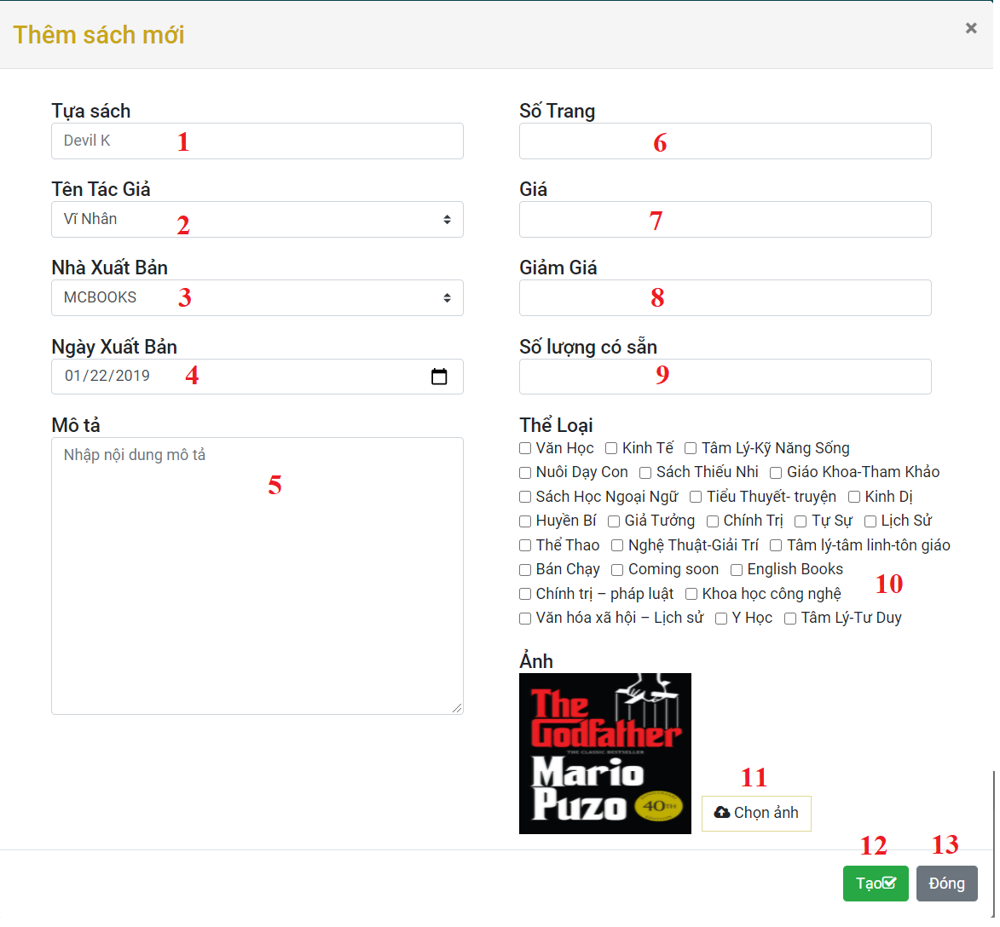 Thêm sách mới ×
Tựa sách
Devil K 1
Tên Tác Giả
Vĩ Nhân 2
Nhà Xuất Bản
MCBOOKS 3
Ngày Xuất Bản
01/22/2019 4
Mô tả
Nhập nội dung mô tả
5
Số Trang
6
Giá
7
Giảm Giá
8
Số lượng có sẵn
9
Thể Loại
Văn Học Kinh Tế Tâm Lý-Kỹ Năng Sống
Nuôi Dạy Con Sách Thiếu Nhi Giáo Khoa-Tham Khảo
Sách Học Ngoại Ngữ Tiểu Thuyết- truyện Kinh Dị
Huyền Bí Giả Tưởng Chính Trị Tự Sự Lịch Sử
Thể Thao Nghệ Thuật-Giải Trí Tâm lý-tâm linh-tôn giáo
Bán Chạy Coming soon English Books
Chính trị – pháp luật Khoa học công nghệ 10
Văn hóa xã hội – Lịch sử Y Học Tâm Lý-Tư Duy
Ảnh
The
Godfather
THE CLASSIC BESTSELLER
Mario
Puzo
40TH
11
Chọn ảnh
12 13
Tạo Đóng